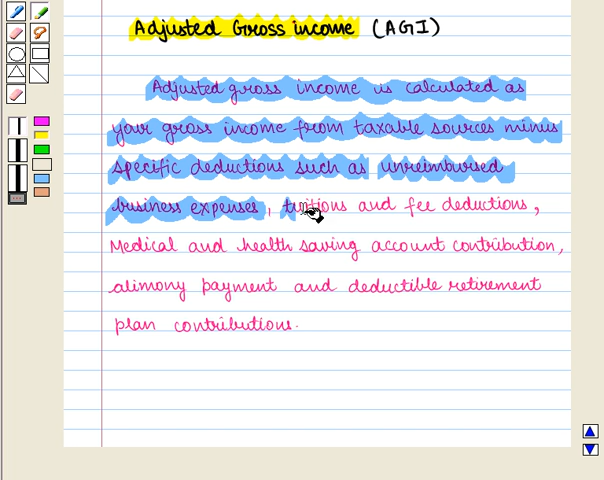 Adjusted Gross income (AGI)
Adjusted gross income is calculated as
your gross income from taxable sources minus
specific deductions such as unreimbursed
business expenses, tuitions and fee deductions,
Medical and health saving account contribution,
alimony payment and deductible retirement
plan contributions.